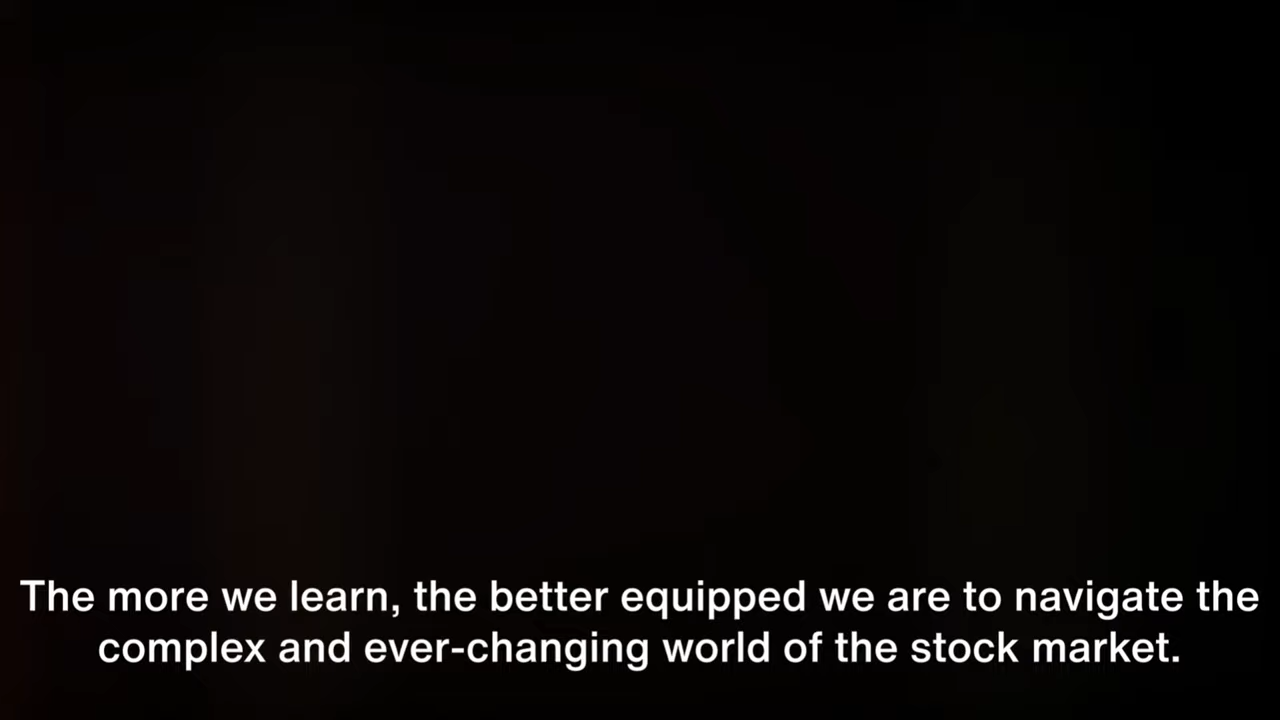 The more we learn, the better equipped we are to navigate the
complex and ever-changing world of the stock market.